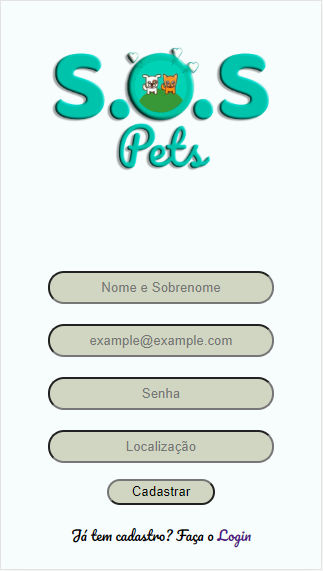 S.O.S
Pets
Nome e Sobrenome
example@example.com
Senha
Localização
Cadastrar
Já tem cadastro? Faça o Login